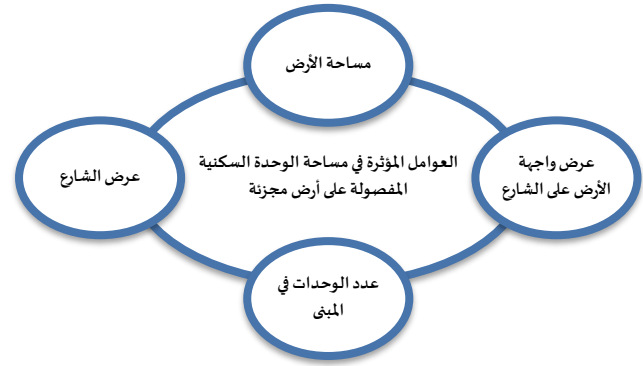 مساحة الأرض
العوامل المؤثرة في مساحة الوحدة السكنية
المفصولة على أرض مجزئة
عرض واجهة
الأرض على الشارع
عرض الشارع
عدد الوحدات في
المبنى